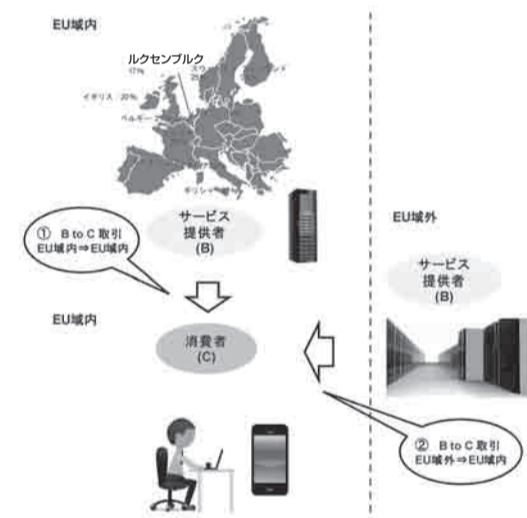 EU域内
ルクセンブルク
17%
イギリス 20%
ベルギー
ギリシャ
サービス
提供者
(B)
① B to C 取引
EU域内⇒EU域内
EU域内
消費者
(C)
EU域外
サービス
提供者
(B)
② B to C 取引
EU域外⇒EU域内